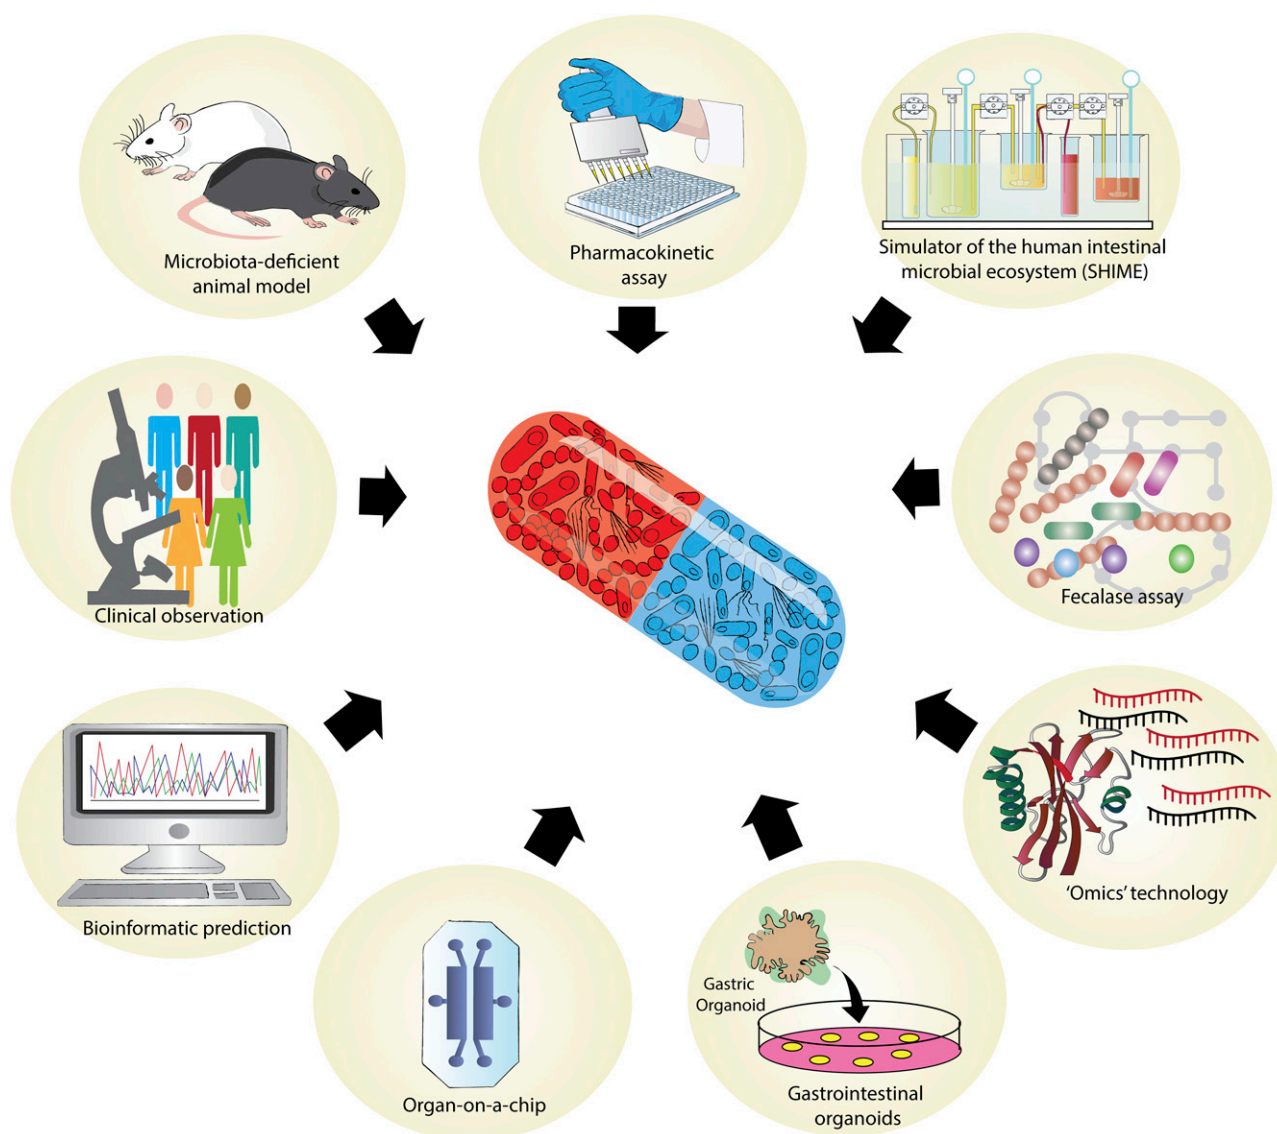 Microbiota-deficient
animal model
Pharmacokinetic
assay
Simulator of the human intestinal
microbial ecosystem (SHIME)
Clinical observation
Fecalase assay
Bioinformatic prediction
‘Omics’ technology
Organ-on-a-chip
Gastric
Organoid
Gastrointestinal
organoids